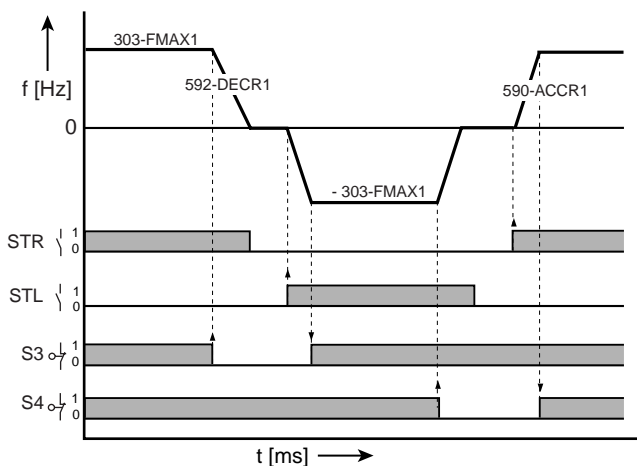 303-FMAX1
f [Hz]
592-DECR1
590-ACCR1
0
- 303-FMAX1
STR 1
0
STL 1
0
S3 1
0
S4 1
0
t [ms]